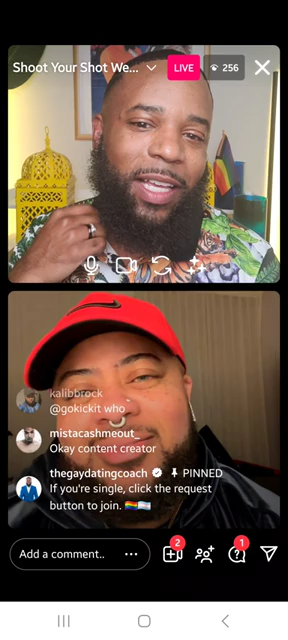 Shoot Your Shot We...
LIVE
256
kalibbrock
@gokickit who
mistacashmeout_
Okay content creator
thegaydatingcoach PINNED
If you're single, click the request
button to join. 🏳️‍🌈🏳️‍⚧️
Add a comment..
2
1